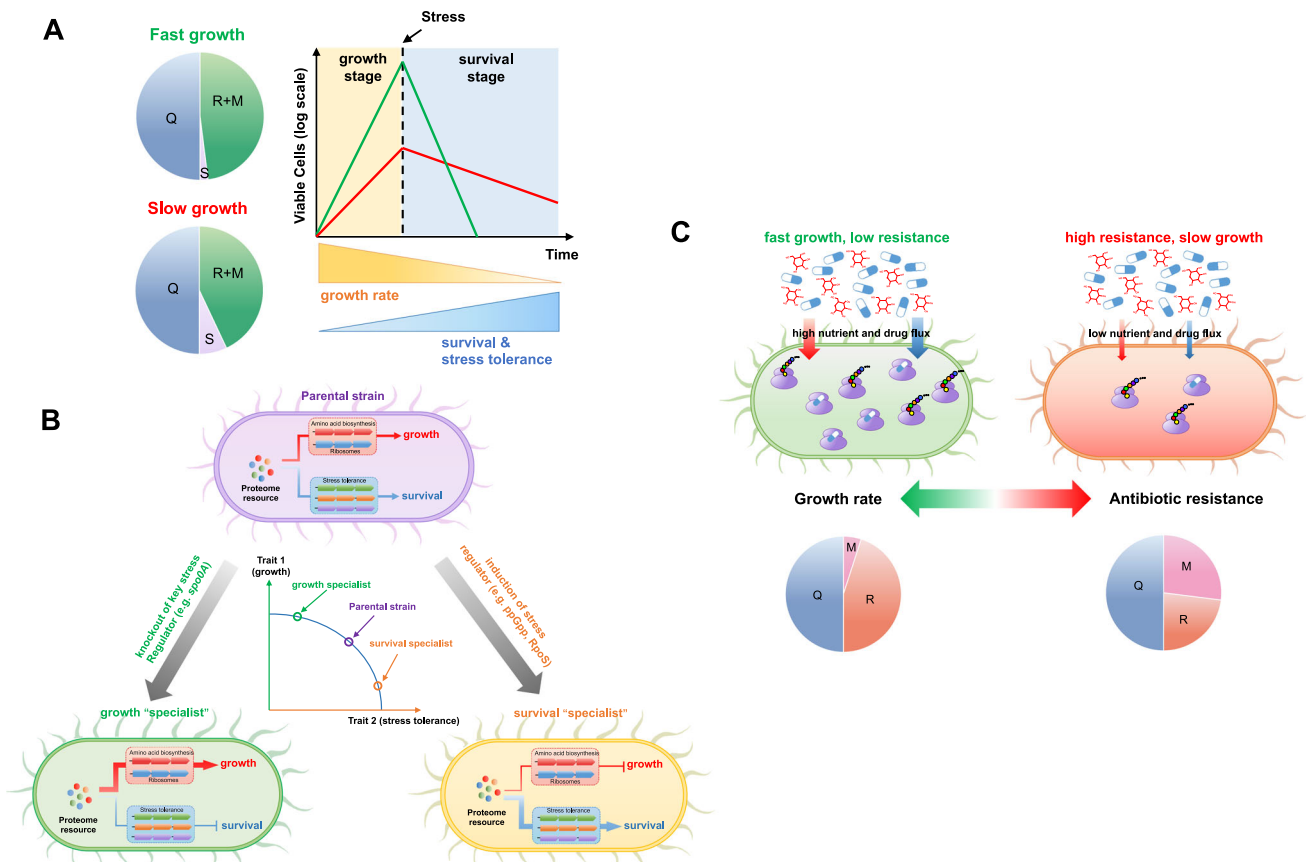 A
Fast growth
Q
R+M
S
Slow growth
Q
R+M
S
Stress
growth
stage
survival
stage
Viable Cells (log scale)
Time
growth rate
survival &
stress tolerance
B
Parental strain
Amino acid biosynthesis
Ribosomes
growth
Proteome
resource
Stress tolerance
survival
knockout of key stress
Regulator (e.g. spo0A)
Trait 1
(growth)
growth specialist
Parental strain
survival specialist
Trait 2 (stress tolerance)
induction of stress
regulator (e.g. ppGpp, RpoS)
growth “specialist”
Amino acid biosynthesis
Ribosomes
growth
Proteome
resource
Stress tolerance
survival
survival “specialist”
Amino acid biosynthesis
Ribosomes
growth
Proteome
resource
Stress tolerance
survival
C
fast growth, low resistance
high nutrient and drug flux
high resistance, slow growth
low nutrient and drug flux
Growth rate
Antibiotic resistance
Q
M
R
Q
M
R